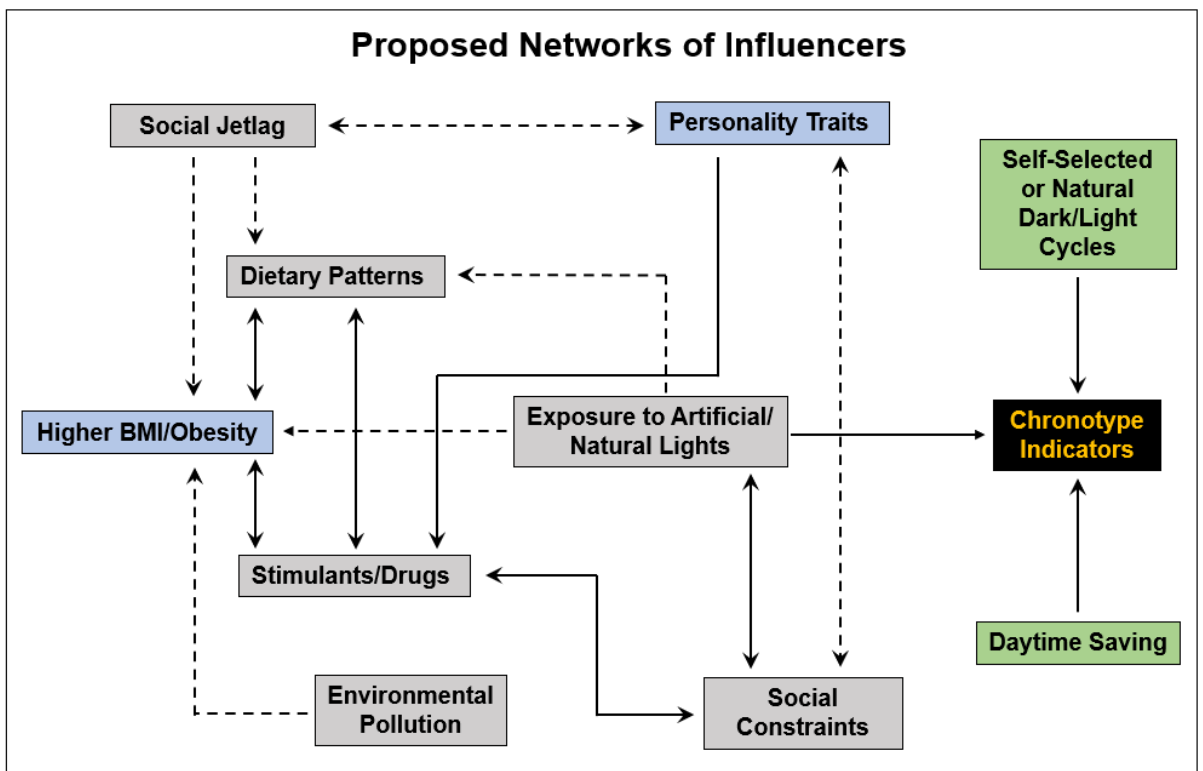 Proposed Networks of Influencers
Social Jetlag
Personality Traits
Self-Selected
or Natural
Dark/Light
Cycles
Dietary Patterns
Higher BMI/Obesity
Exposure to Artificial/
Natural Lights
Chronotype
Indicators
Stimulants/Drugs
Daytime Saving
Environmental
Pollution
Social
Constraints